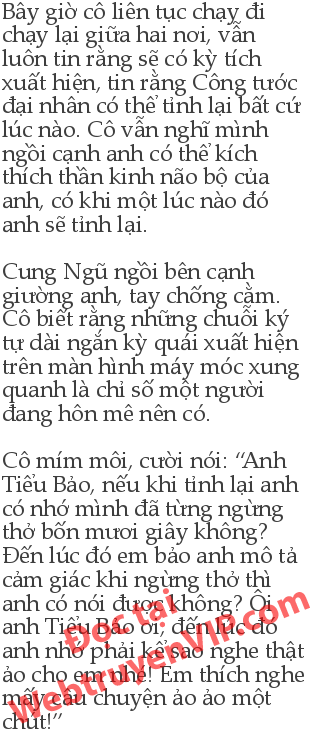 Bây giờ cô liên tục chạy đi
chạy lại giữa hai nơi, vẫn
luôn tin rằng sẽ có kỳ tích
xuất hiện, tin rằng Công tước
đại nhân có thể tỉnh lại bất cứ
lúc nào. Cô vẫn nghĩ mình
ngồi cạnh anh có thể kích
thích thần kinh não bộ của
anh, có khi một lúc nào đó
anh sẽ tỉnh lại.
Cung Ngũ ngồi bên cạnh
giường anh, tay chống cằm.
Cô biết rằng những chuỗi ký
tự dài ngắn kỳ quái xuất hiện
trên màn hình máy móc xung
quanh là chỉ số một người
đang hôn mê nên có.
Cô mím môi, cười nói: “Anh
Tiểu Bảo, nếu khi tỉnh lại anh
có nhớ mình đã từng ngừng
thở bốn mươi giây không?
Đến lúc đó em bảo anh mô tả
cảm giác khi ngừng thở thì
anh có nói được không? Ôi
anh Tiểu Bảo ơi, đến lúc đó
anh nhớ phải kể sao nghe thật
ảo cho em nhé! Em thích nghe
mấy câu chuyện ảo ảo một
chút!”
Đọc tại
WebtruyenVIP.com